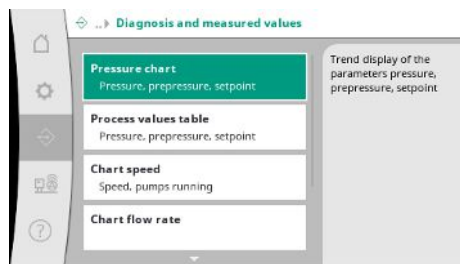 ..▸ Diagnosis and measured values
Pressure chart
Pressure, prepressure, setpoint
Process values table
Pressure, prepressure, setpoint
Chart speed
Speed, pumps running
Chart flow rate
Trend display of the
parameters pressure,
prepressure, setpoint
?